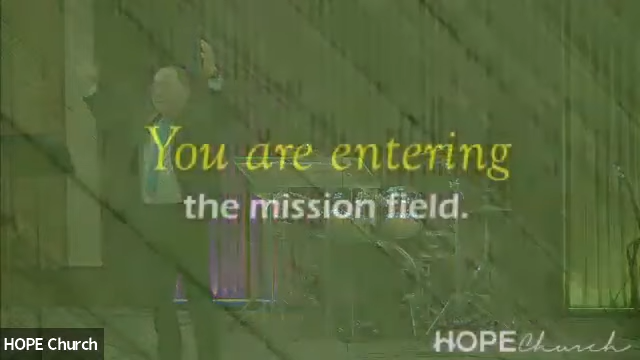 You are entering
the mission field.
HOPE Church
HOPE Church